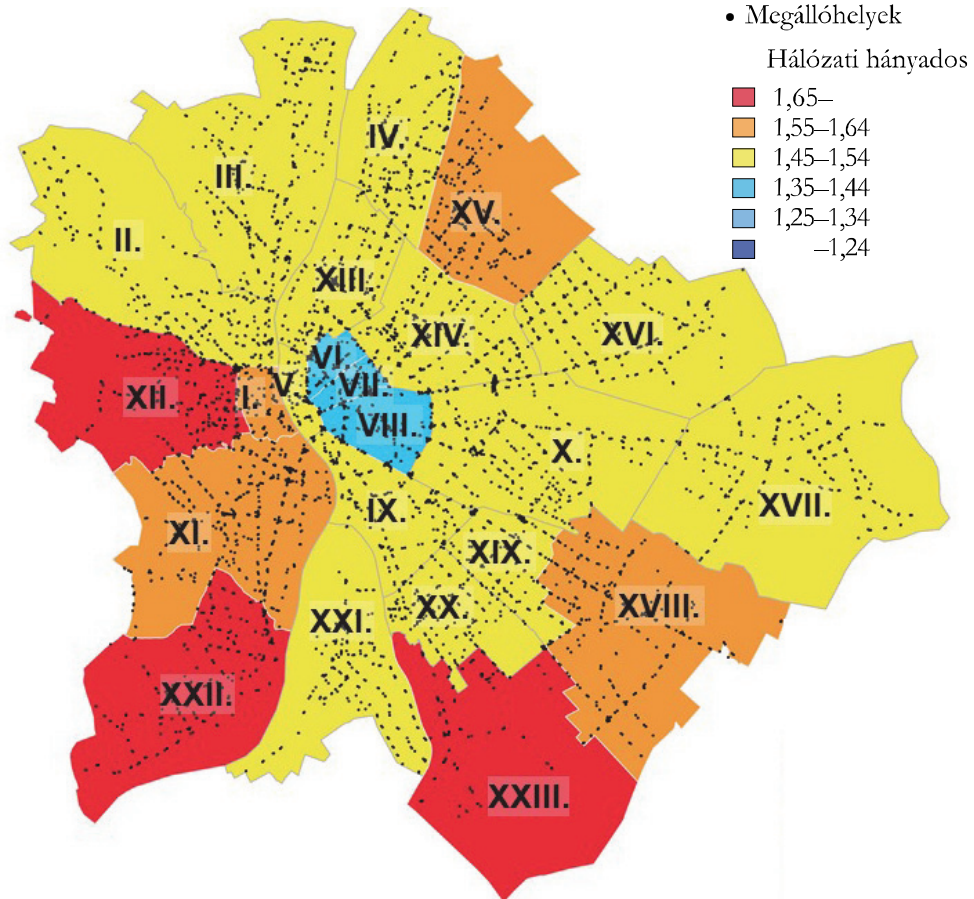 • Megállóhelyek
Hálózati hányados
1,65–
1,55–1,64
1,45–1,54
1,35–1,44
1,25–1,34
–1,24
IV.
III.
XV.
II.
XIII.
XIV.
XVI.
VI.
VII.
V.
XII.
I.
VIII.
X.
XVII.
IX.
XI.
XIX.
XX.
XVIII.
XXI.
XXII.
XXIII.